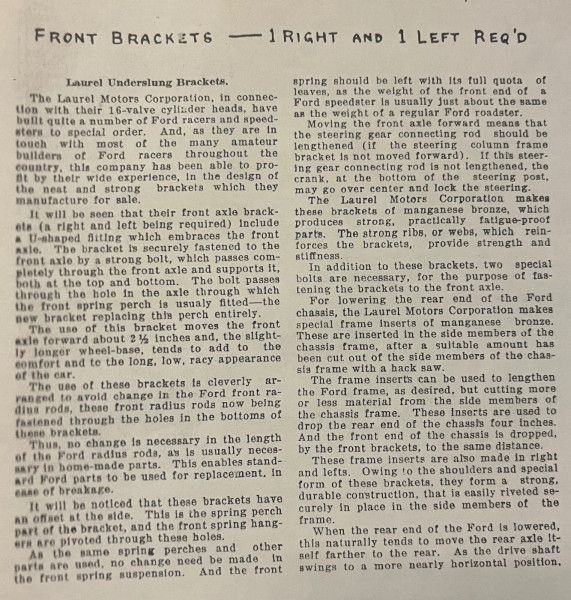 FRONT BRACKETS — 1 RIGHT AND 1 LEFT REQ'D
Laurel Underslung Brackets.
The Laurel Motors Corporation, in connec-
tion with their 16-valve cylinder heads, have
built quite a number of Ford racers and speed-
sters to special order. And, as they are in
touch with most of the many amateur
builders of Ford racers throughout the
country, this company has been able to pro-
fit by their wide experience, in the design of
the neat and strong brackets which they
manufacture for sale.
It will be seen that their front axle brack-
ets (a right and left being required) include
a U-shaped fiting which embraces the front
axle. The bracket is securely fastened to the
front axle by a strong bolt, which passes com-
pletely through the front axle and supports it,
both at the top and bottom. The bolt passes
through the hole in the axle through which
the front spring perch is usualy fitted—the
new bracket replacing this perch entirely.
The use of this bracket moves the front
axle forward about 2½ inches and, the slight-
ly longer wheel-base, tends to add to the
comfort and to the long, low, racy appearance
of the car.
The use of these brackets is cleverly ar-
ranged to avoid change in the Ford front ra-
dius rods, these front radius rods now being
fastened through the holes in the bottoms of
these brackets.
Thus, no change is necessary in the length
of the Ford radius rods, as is usually neces-
sary in home-made parts. This enables stand-
ard Ford parts to be used for replacement, in
case of breakage.
It will be noticed that these brackets have
an offset at the side. This is the spring perch
part of the bracket, and the front spring hang-
ers are pivoted through these holes.
As the same spring perches and other
parts are used, no change need be made in
the front spring suspension. And the front
spring should be left with its full quota of
leaves, as the weight of the front end of a
Ford speedster is usually just about the same
as the weight of a regular Ford roadster.
Moving the front axle forward means that
the steering gear connecting rod should be
lengthened (if the steering column frame
bracket is not moved forward). If this steer-
ing gear connecting rod is not lengthened, the
crank, at the bottom of the steering post,
may go over center and lock the steering.
The Laurel Motors Corporation makes
these brackets of manganese bronze, which
produces strong, practically fatigue-proof
parts. The strong ribs, or webs, which rein-
forces the brackets, provide strength and
stiffness.
In addition to these brackets, two special
bolts are necessary, for the purpose of fas-
tening the brackets to the front axle.
For lowering the rear end of the Ford
chassis, the Laurel Motors Corporation makes
special frame inserts of manganese bronze.
These are inserted in the side members of the
chassis frame, after a suitable amount has
been cut out of the side members of the chas-
sis frame with a hack saw.
The frame inserts can be used to lengthen
the Ford frame, as desired, but cutting more
or less material from the side members of
the chassis frame. These inserts are used to
drop the rear end of the chassis four inches.
And the front end of the chassis is dropped,
by the front brackets, to the same distance.
These frame inserts are also made in right
and lefts. Owing to the shoulders and special
form of these brackets, they form a strong,
durable construction, that is easily riveted se-
curely in place in the side members of the
frame.
When the rear end of the Ford is lowered,
this naturally tends to move the rear axle it-
self farther to the rear. As the drive shaft
swings to a more nearly horizontal position,